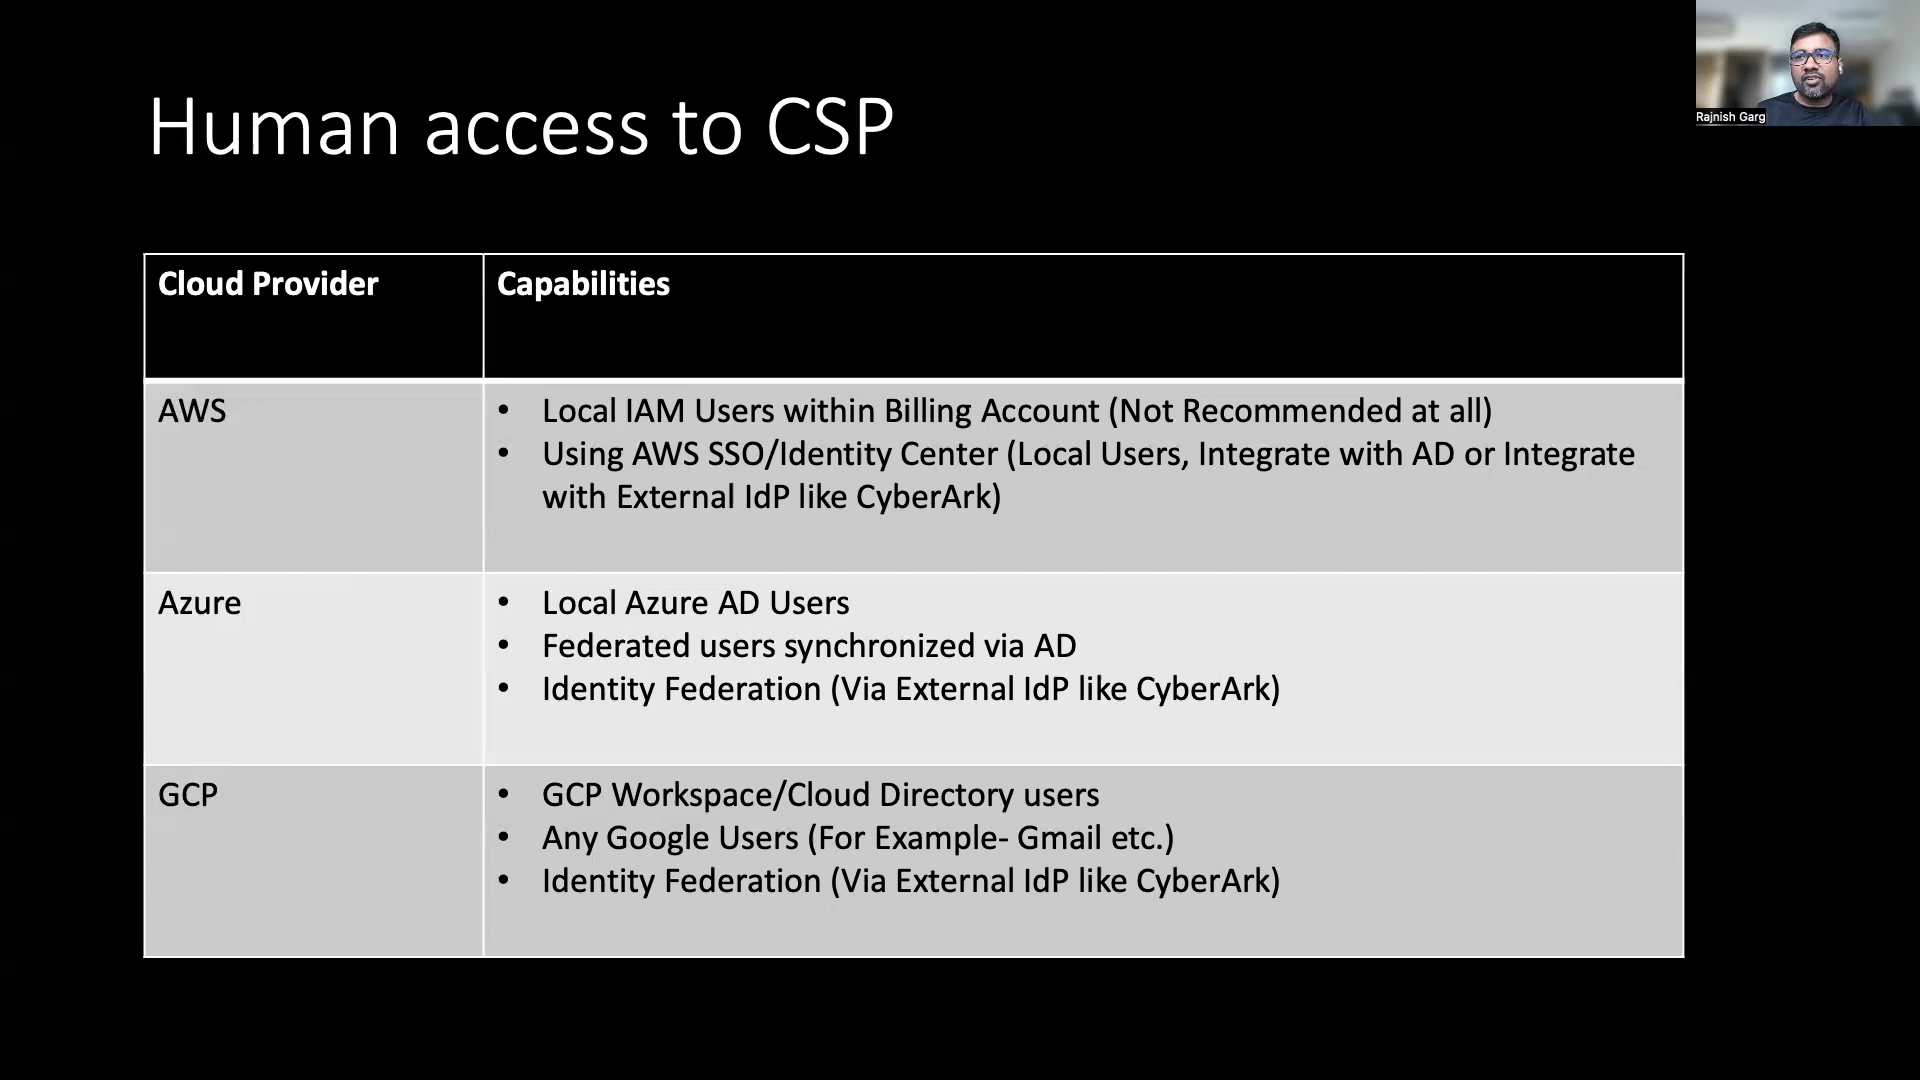 Human access to CSP
Rajnish Garg
Cloud Provider
Capabilities
AWS
• Local IAM Users within Billing Account (Not Recommended at all)
• Using AWS SSO/Identity Center (Local Users, Integrate with AD or Integrate
with External IdP like CyberArk)
Azure
• Local Azure AD Users
• Federated users synchronized via AD
• Identity Federation (Via External IdP like CyberArk)
GCP
• GCP Workspace/Cloud Directory users
• Any Google Users (For Example- Gmail etc.)
• Identity Federation (Via External IdP like CyberArk)